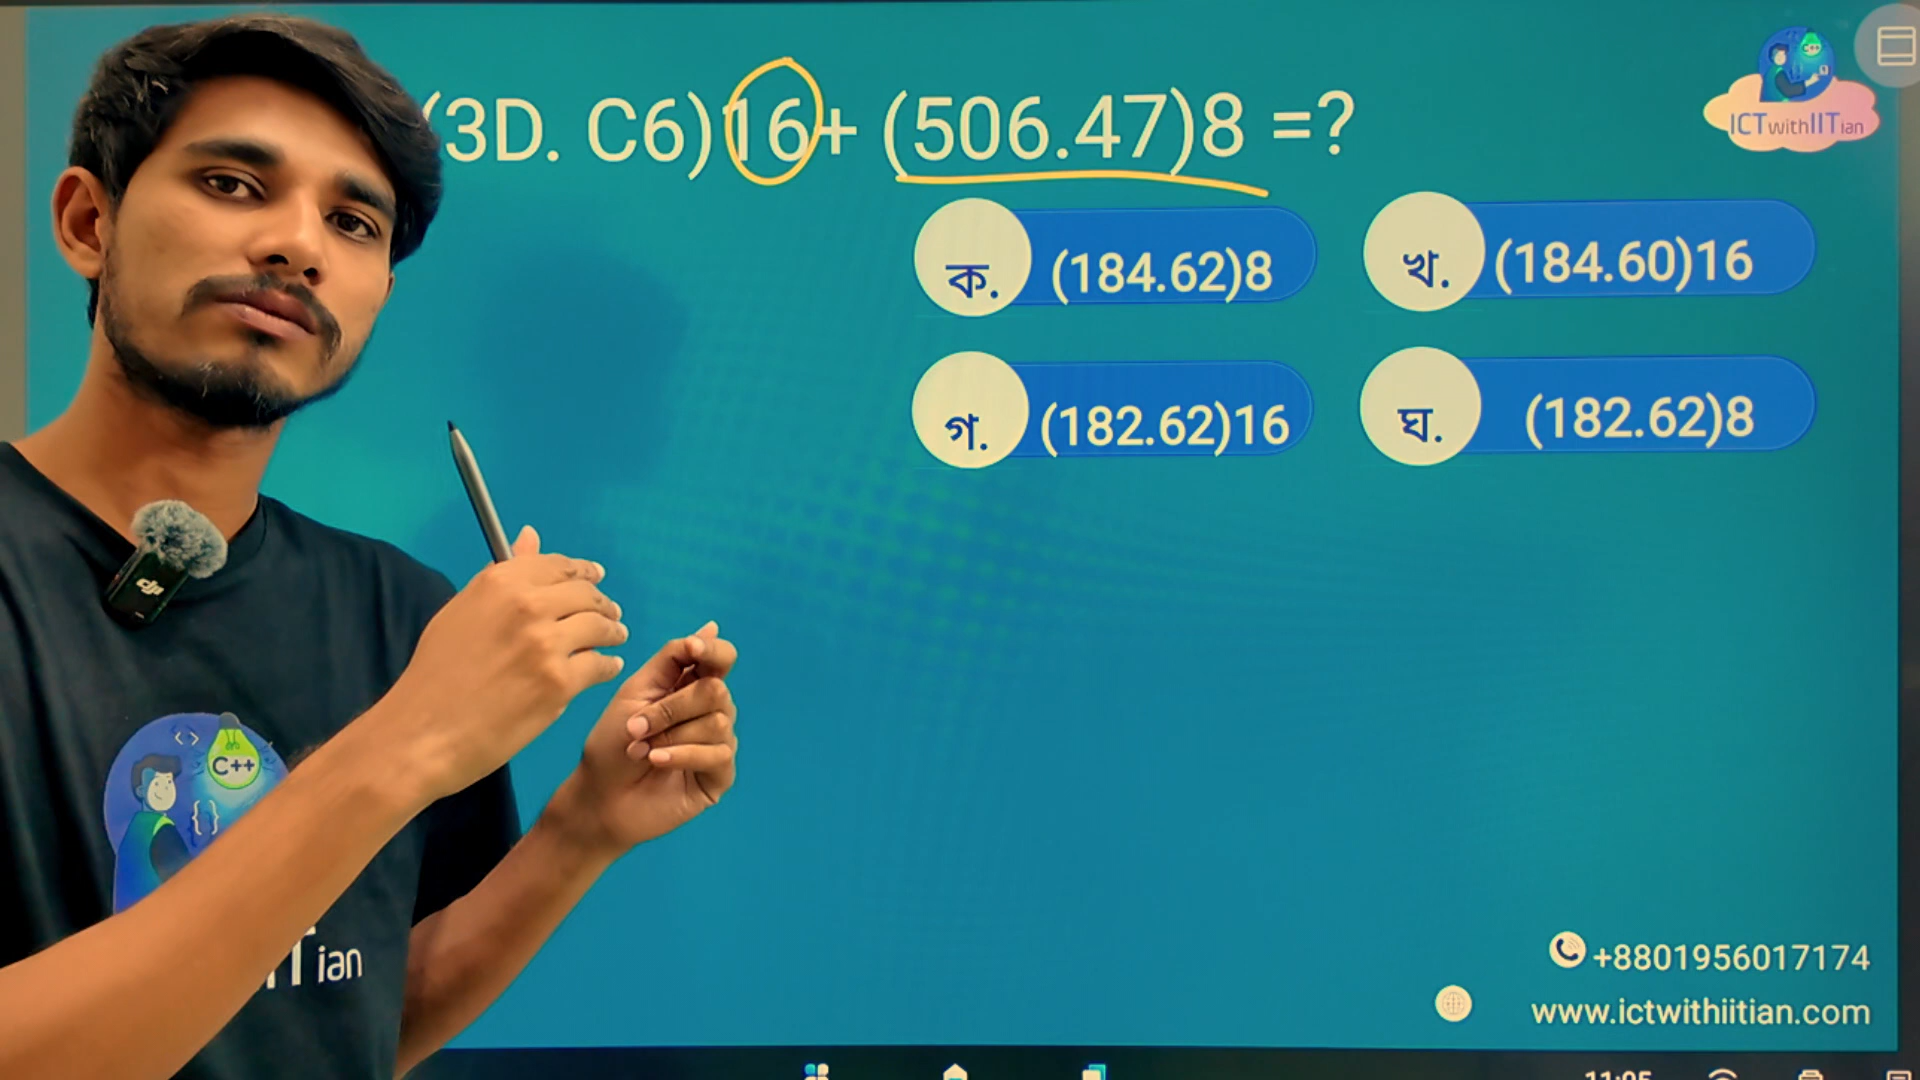 (3D. C6)16+ (506.47)8 =?
ICTwithIITian
ক. (184.62)8
খ. (184.60)16
গ. (182.62)16
ঘ. (182.62)8
dji
C++
ian
+8801956017174
www.ictwithiitian.com